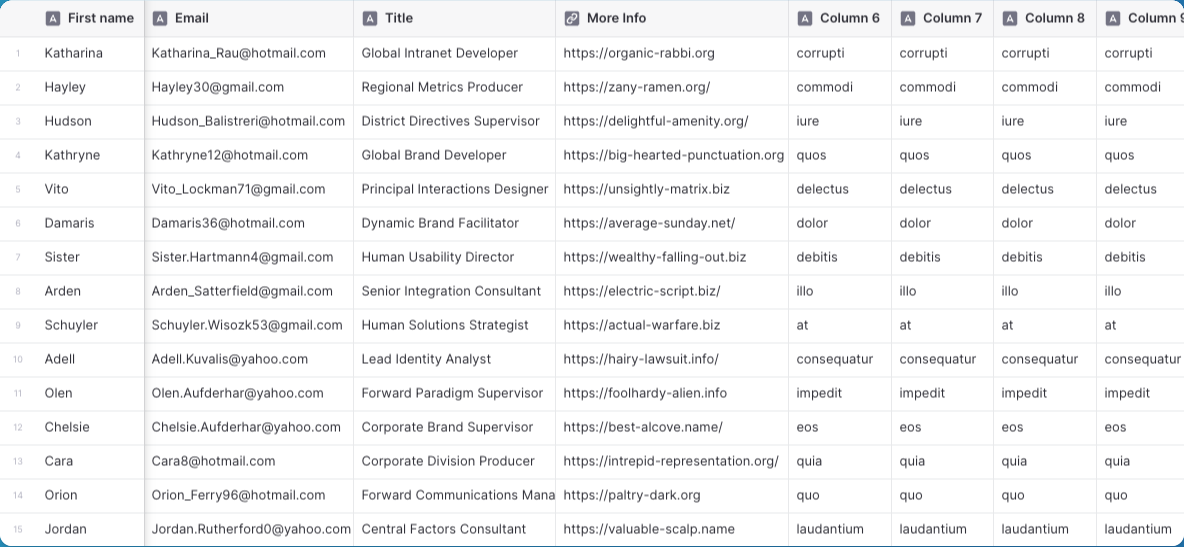 First name Email Title More Info Column 6 Column 7 Column 8 Column 9
1 Katharina Katharina_Rau@hotmail.com Global Intranet Developer https://organic-rabbi.org corrupti corrupti corrupti corrupti
2 Hayley Hayley30@gmail.com Regional Metrics Producer https://zany-ramen.org/ commodi commodi commodi commodi
3 Hudson Hudson_Balistreri@hotmail.com District Directives Supervisor https://delightful-amenity.org/ iure iure iure iure
4 Kathryne Kathryne12@hotmail.com Global Brand Developer https://big-hearted-punctuation.org quos quos quos quos
5 Vito Vito_Lockman71@gmail.com Principal Interactions Designer https://unsightly-matrix.biz delectus delectus delectus delectus
6 Damaris Damaris36@hotmail.com Dynamic Brand Facilitator https://average-sunday.net/ dolor dolor dolor dolor
7 Sister Sister.Hartmann4@gmail.com Human Usability Director https://wealthy-falling-out.biz debitis debitis debitis debitis
8 Arden Arden_Satterfield@gmail.com Senior Integration Consultant https://electric-script.biz/ illo illo illo illo
9 Schuyler Schuyler.Wisozk53@gmail.com Human Solutions Strategist https://actual-warfare.biz at at at at
10 Adell Adell.Kuvalis@yahoo.com Lead Identity Analyst https://hairy-lawsuit.info/ consequatur consequatur consequatur consequatur
11 Olen Olen.Aufderhar@yahoo.com Forward Paradigm Supervisor https://foolhardy-alien.info impedit impedit impedit impedit
12 Chelsie Chelsie.Aufderhar@yahoo.com Corporate Brand Supervisor https://best-alcove.name/ eos eos eos eos
13 Cara Cara8@hotmail.com Corporate Division Producer https://intrepid-representation.org/ quia quia quia quia
14 Orion Orion_Ferry96@hotmail.com Forward Communications Mana https://paltry-dark.org quo quo quo quo
15 Jordan Jordan.Rutherford0@yahoo.com Central Factors Consultant https://valuable-scalp.name laudantium laudantium laudantium laudantium